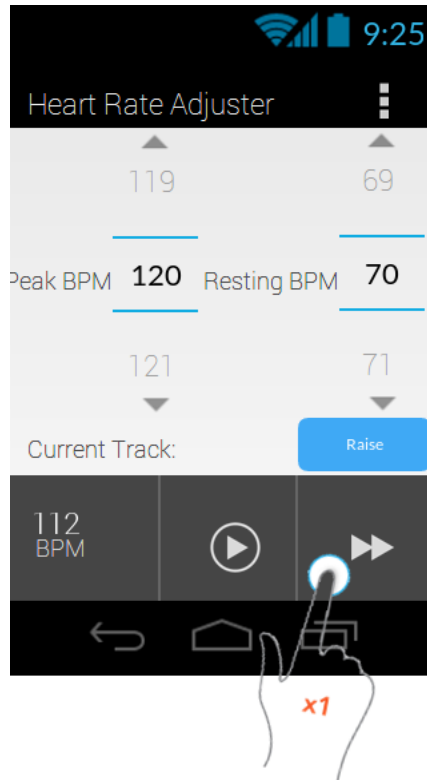 9:25
Heart Rate Adjuster
119 69
Peak BPM 120 Resting BPM 70
121 71
Current Track: Raise
112
BPM
x1